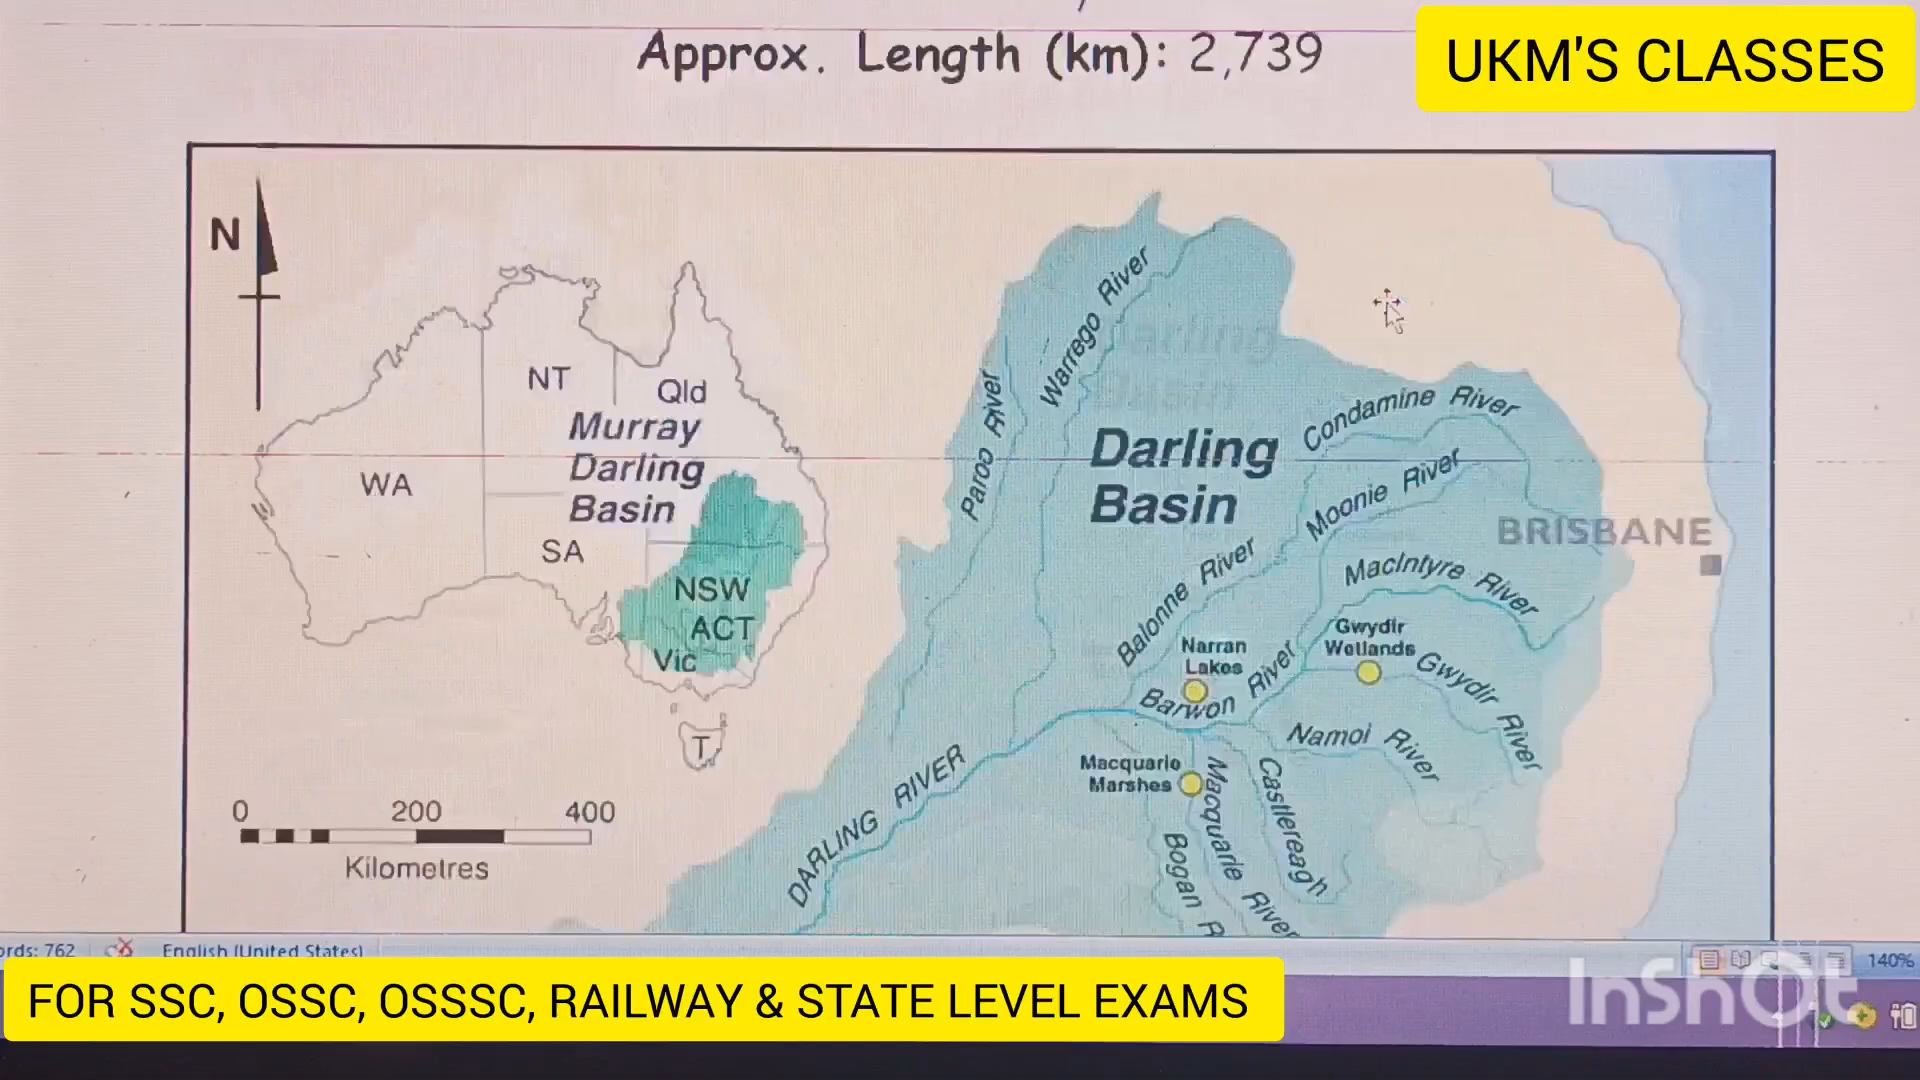 Approx. Length (km): 2,739
UKM'S CLASSES
N
NT
Qld
Murray
Darling
Basin
WA
SA
NSW
ACT
Vic
T
0 200 400
Kilometres
Warrego River
Paroo River
Darling
Basin
Condamine River
Moonie River
BRISBANE
Balonne River
MacIntyre River
Gwydir
Wetlands
Narran
Lakes
Gwydir River
Barwon River
Namoi River
Macquarie
Marshes
Macquarie River
Castlereagh
Bogan R
DARLING RIVER
ords: 762
English (United States)
140%
FOR SSC, OSSC, OSSSC, RAILWAY & STATE LEVEL EXAMS
InShOt